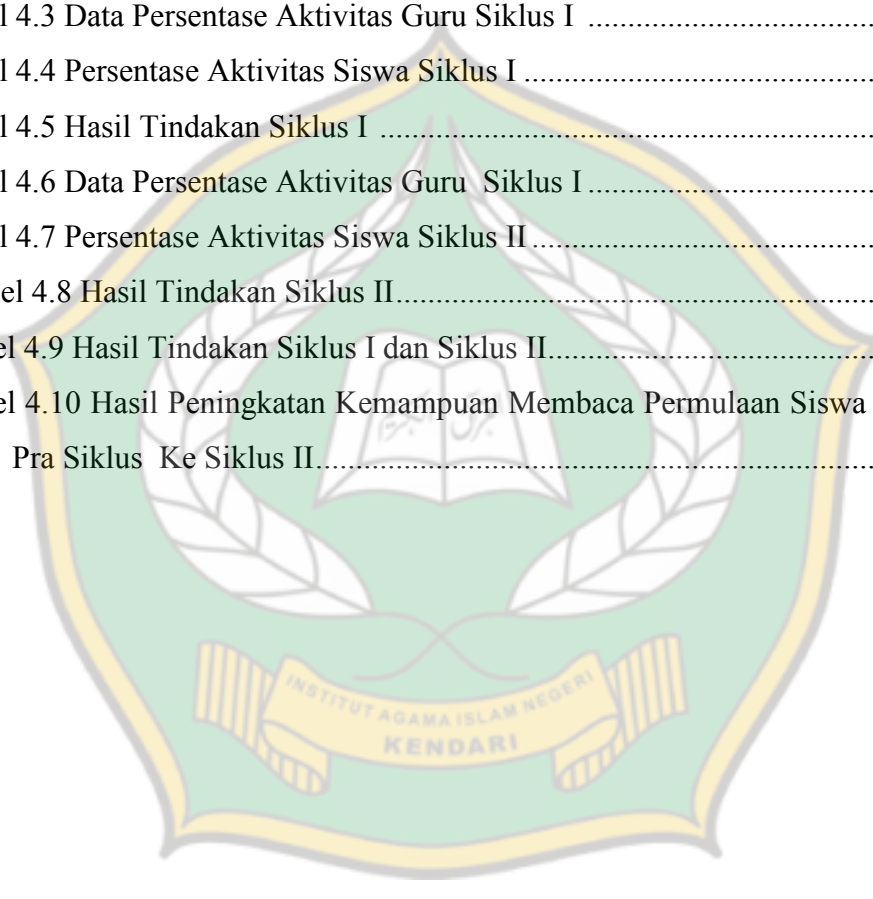 l 4.3 Data Persentase Aktivitas Guru Siklus I ............................................
l 4.4 Persentase Aktivitas Siswa Siklus I .....................................................
l 4.5 Hasil Tindakan Siklus I ........................................................................
l 4.6 Data Persentase Aktivitas Guru  Siklus I ............................................
l 4.7 Persentase Aktivitas Siswa Siklus II ....................................................
el 4.8 Hasil Tindakan Siklus II......................................................................
el 4.9 Hasil Tindakan Siklus I dan Siklus II..................................................
el 4.10 Hasil Peningkatan Kemampuan Membaca Permulaan Siswa
Pra Siklus  Ke Siklus II..............................................................................
INSTITUT AGAMA ISLAM NEGERI
KENDARI